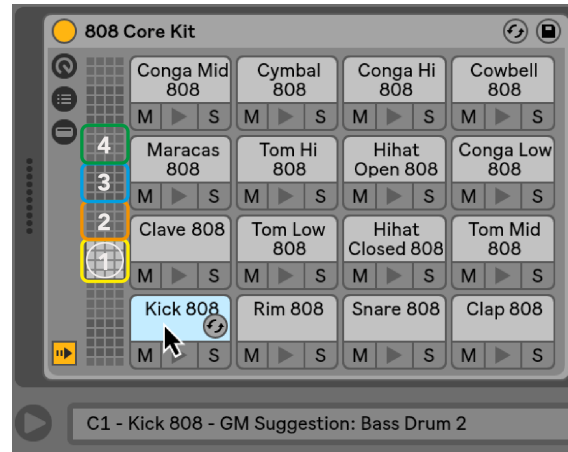 808 Core Kit
Conga Mid
808
Cymbal
808
Conga Hi
808
Cowbell
808
M S M S M S M S
4
Maracas
808
Tom Hi
808
Hihat
Open 808
Conga Low
808
3
M S M S M S M S
2
Clave 808
Tom Low
808
Hihat
Closed 808
Tom Mid
808
1
M S M S M S M S
Kick 808
Rim 808
Snare 808
Clap 808
M S M S M S M S
C1 - Kick 808 - GM Suggestion: Bass Drum 2